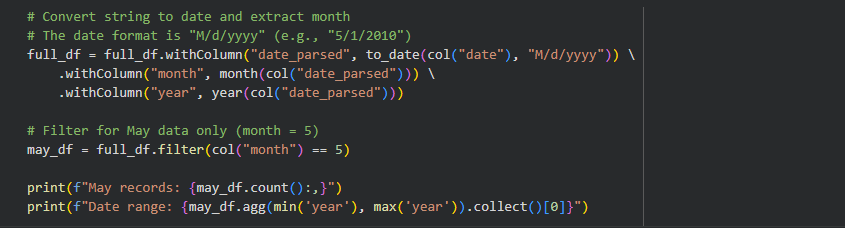 # Convert string to date and extract month
# The date format is "M/d/yyyy" (e.g., "5/1/2010")
full_df = full_df.withColumn("date_parsed", to_date(col("date"), "M/d/yyyy")) \
    .withColumn("month", month(col("date_parsed"))) \
    .withColumn("year", year(col("date_parsed")))

# Filter for May data only (month = 5)
may_df = full_df.filter(col("month") == 5)

print(f"May records: {may_df.count():,}")
print(f"Date range: {may_df.agg(min('year'), max('year')).collect()[0]}")